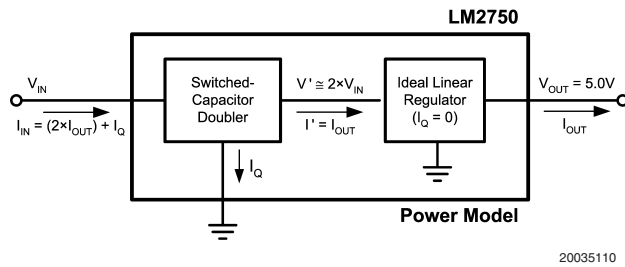 LM2750
V_IN
I_IN = (2×I_OUT) + I_Q
Switched-
Capacitor
Doubler
I_Q
V' ≅ 2×V_IN
I' = I_OUT
Ideal Linear
Regulator
(I_Q = 0)
V_OUT = 5.0V
I_OUT
Power Model
20035110